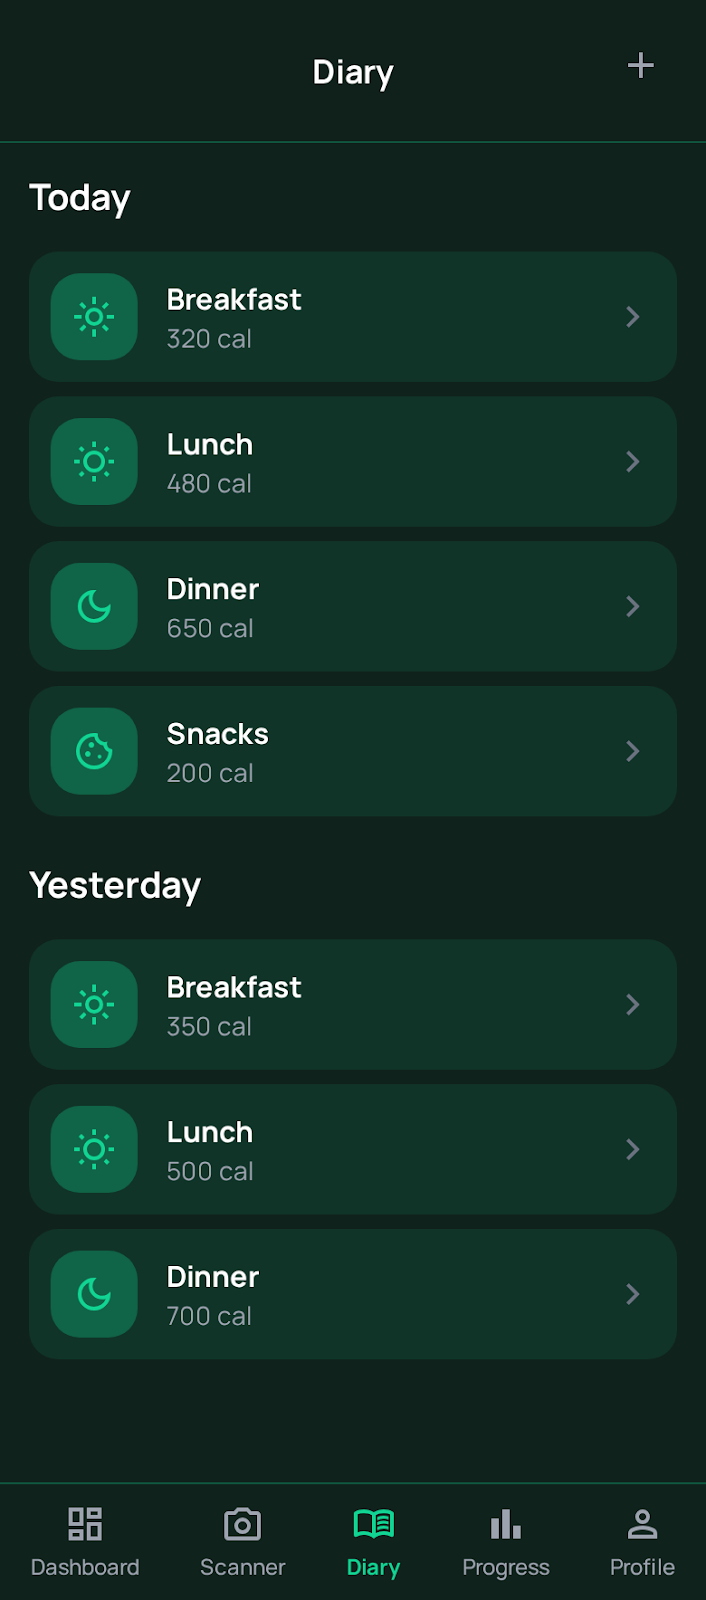 Diary
Today
Breakfast
320 cal
Lunch
480 cal
Dinner
650 cal
Snacks
200 cal
Yesterday
Breakfast
350 cal
Lunch
500 cal
Dinner
700 cal
Dashboard Scanner Diary Progress Profile